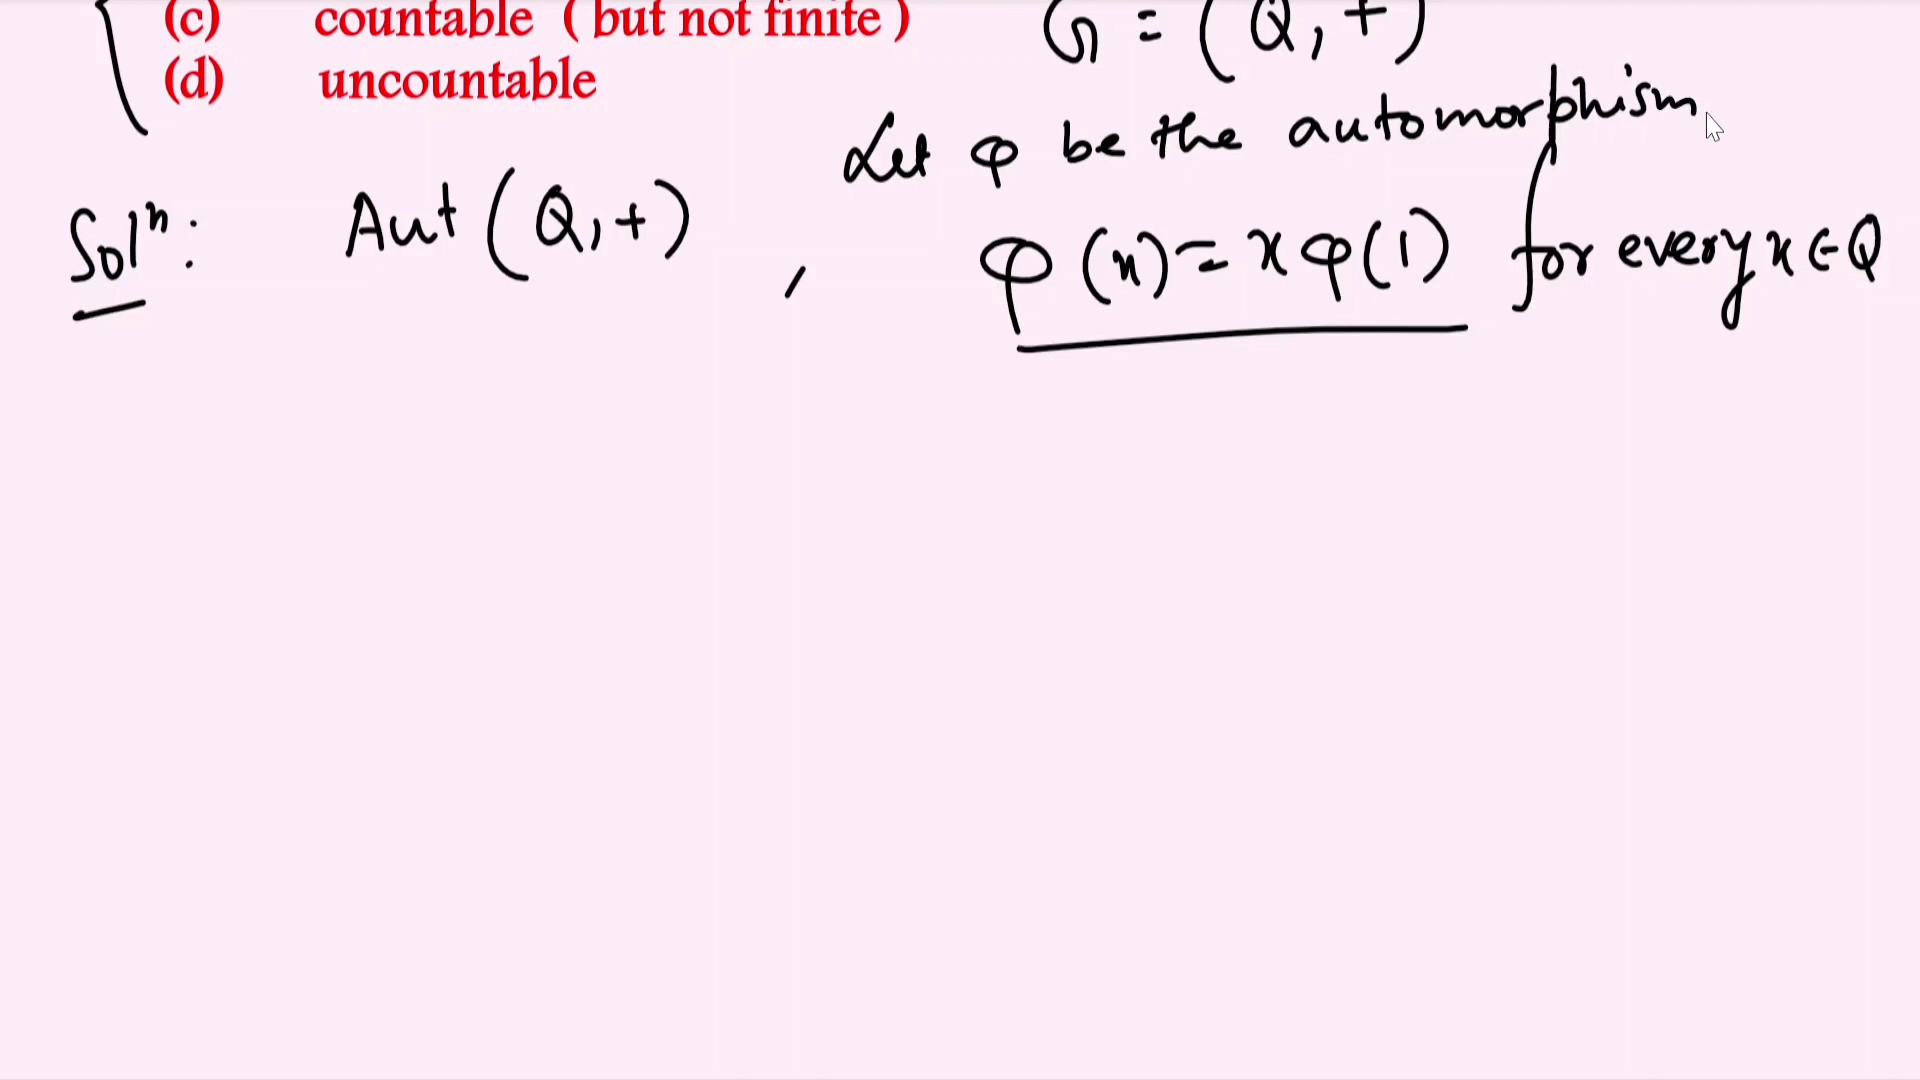 (c) countable ( but not finite )
G = (Q, +)
(d) uncountable
Let φ be the automorphism,
Solⁿ: Aut (Q, +) , φ(x) = xφ(1) for every x ∈ Q